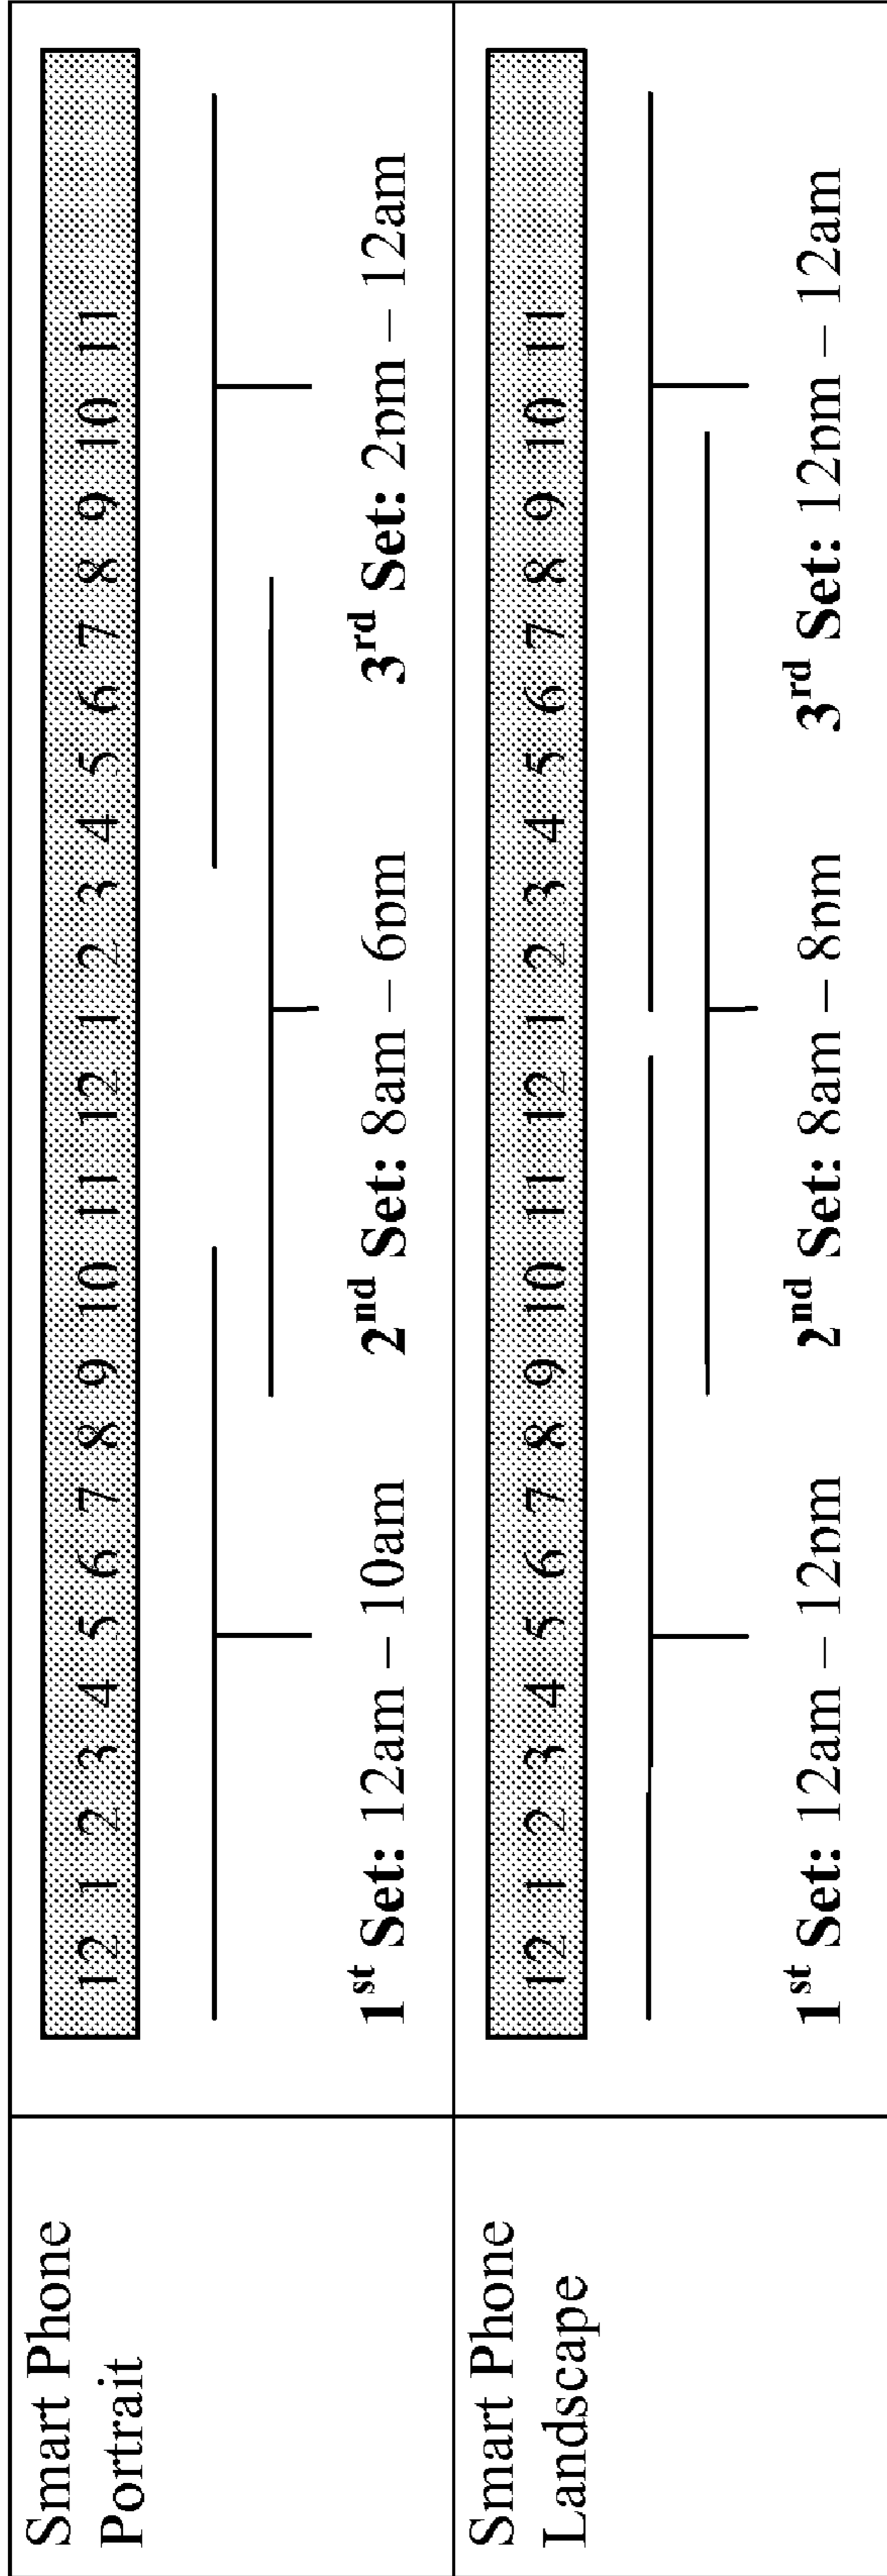 Smart Phone
Portrait
12 1 2 3 4 5 6 7 8 9 10 11 12 1 2 3 4 5 6 7 8 9 10 11
1st Set: 12am – 10am
2nd Set: 8am – 6pm
3rd Set: 2pm – 12am
Smart Phone
Landscape
12 1 2 3 4 5 6 7 8 9 10 11 12 1 2 3 4 5 6 7 8 9 10 11
1st Set: 12am – 12pm
2nd Set: 8am – 8pm
3rd Set: 12pm – 12am